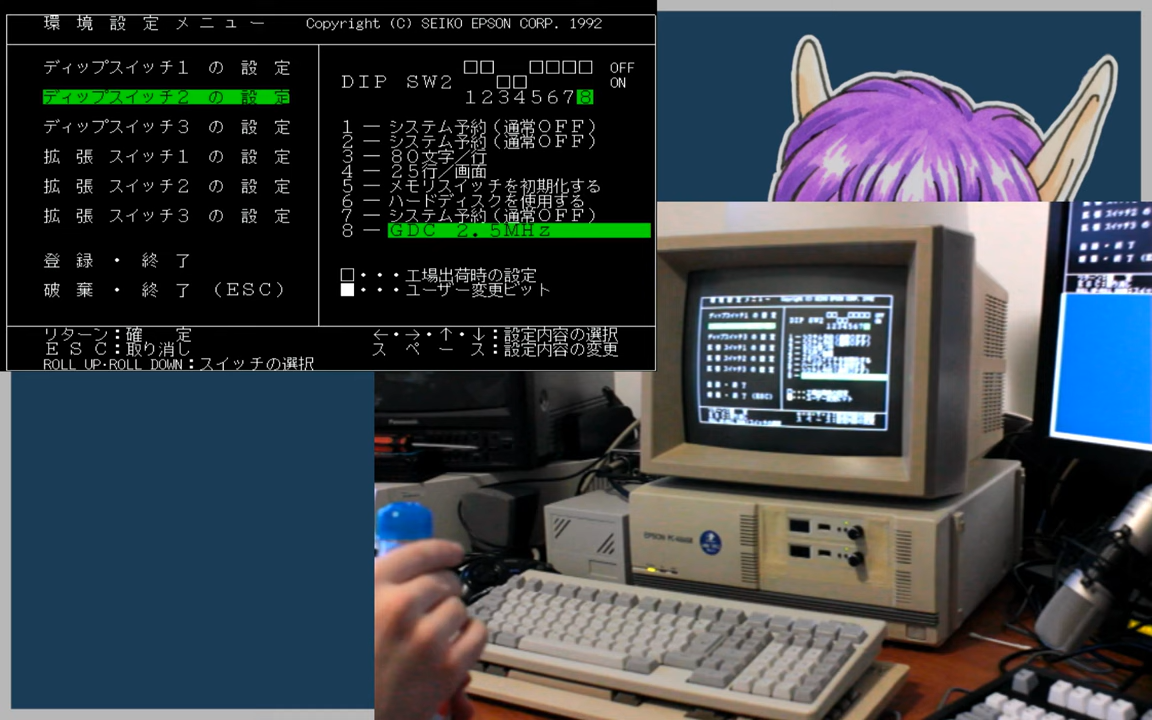 環境設定メニュー Copyright (C) SEIKO EPSON CORP. 1992
ディップスイッチ1 の 設 定
ディップスイッチ2 の 設 定
ディップスイッチ3 の 設 定
拡 張 スイッチ1 の 設 定
拡 張 スイッチ2 の 設 定
拡 張 スイッチ3 の 設 定
登 録 ・ 終 了
破 棄 ・ 終 了 (ESC)
DIP SW2 □□ □□□□ OFF
□□ ON
12345678
1 ― システム予約(通常OFF)
2 ― システム予約(通常OFF)
3 ― 80文字/行
4 ― 25行/画面
5 ― メモリスイッチを初期化する
6 ― ハードディスクを使用する
7 ― システム予約(通常OFF)
8 ― GDC 2.5MHz
□・・・工場出荷時の設定
■・・・ユーザー変更ビット
リターン:確 定
ESC:取り消し
ROLL UP・ROLL DOWN:スイッチの選択
←・→・↑・↓:設定内容の選択
スペース:設定内容の変更
Panasonic
EPSON